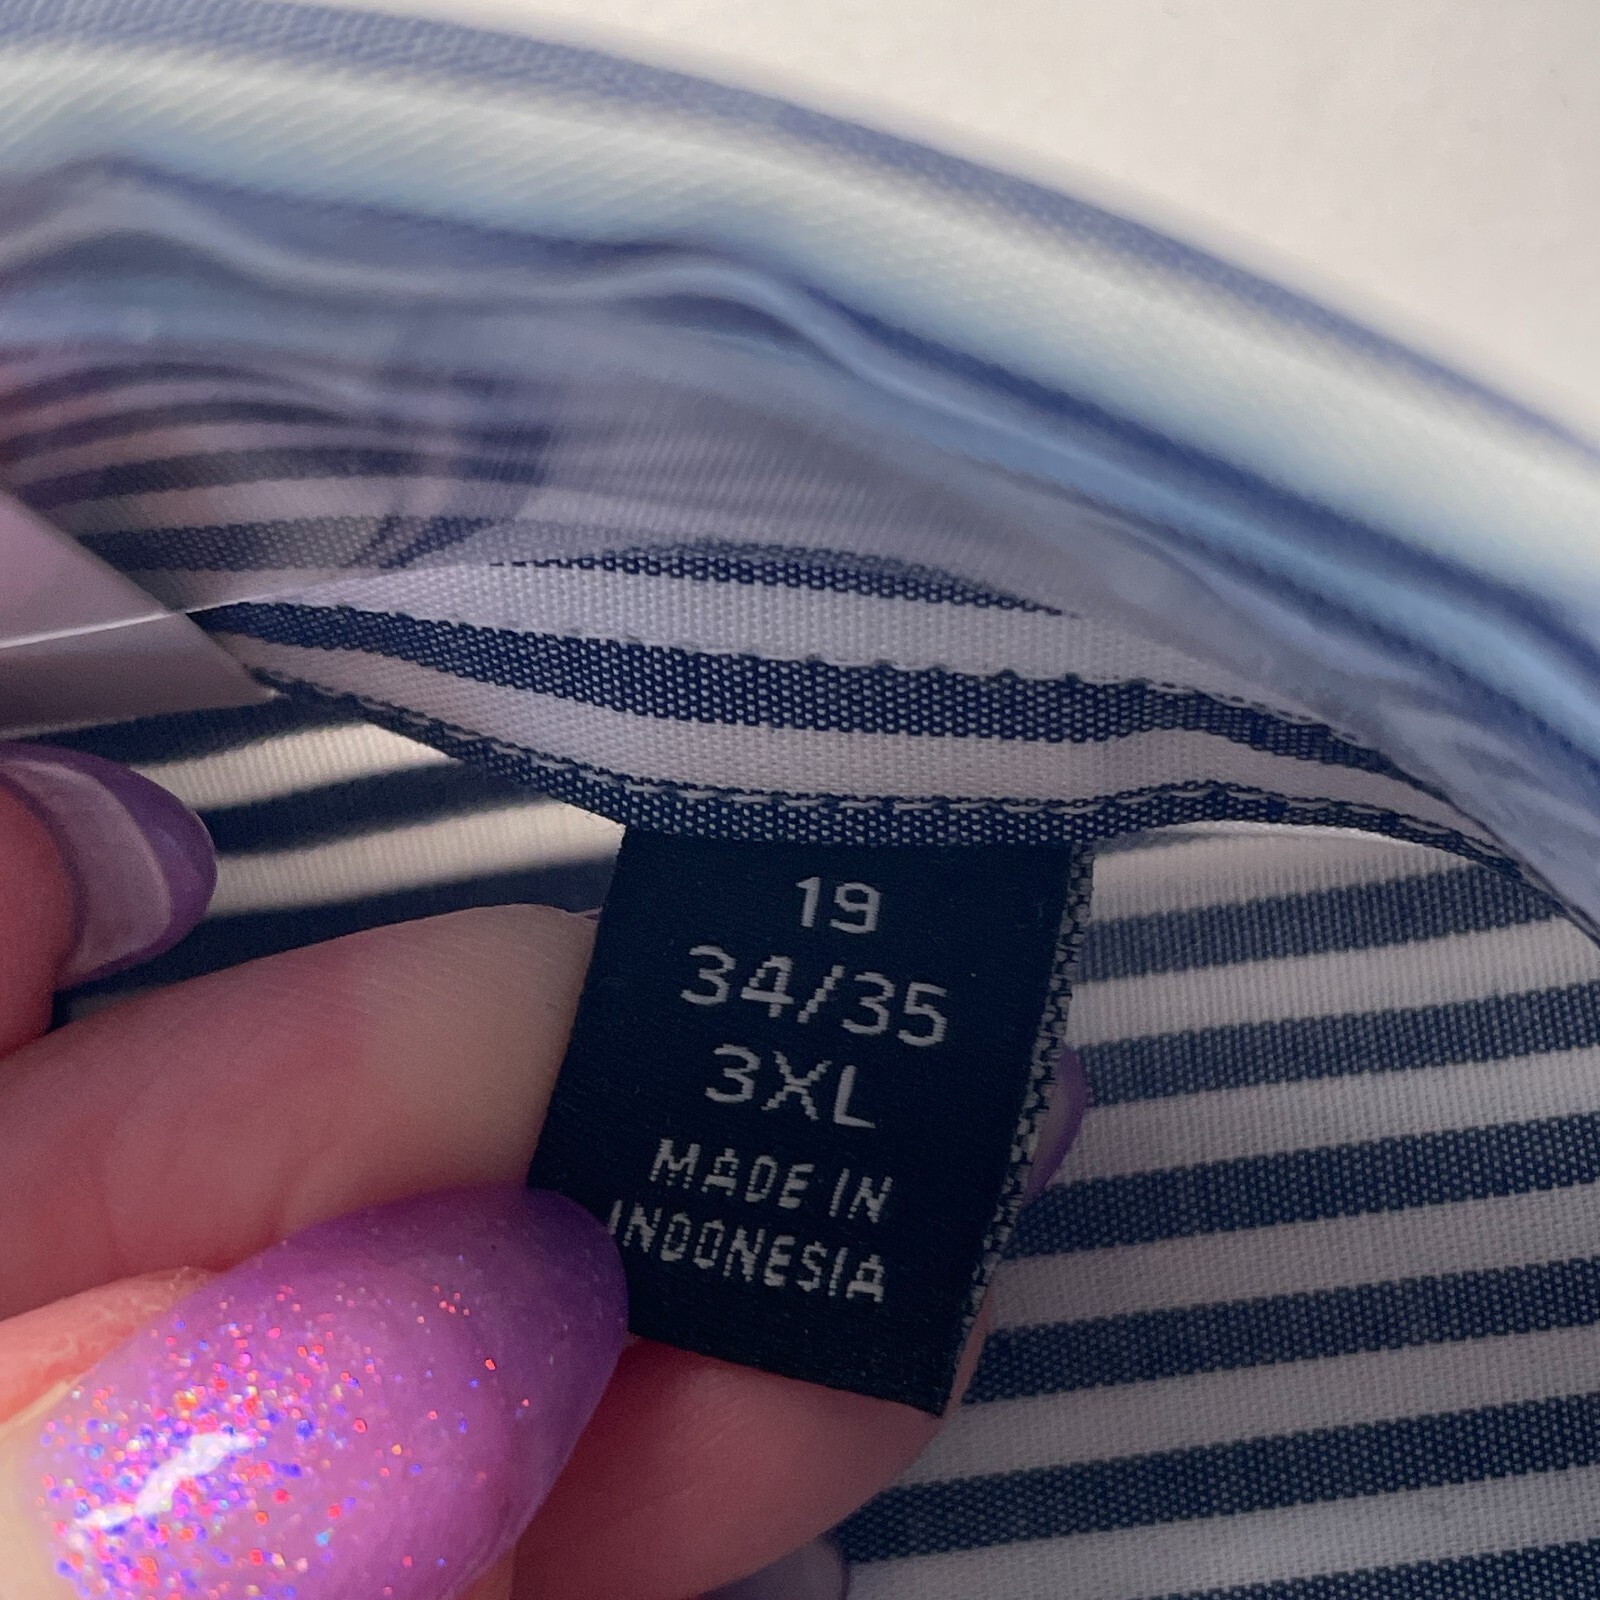 19
34/35
3XL
MADE IN
INDONESIA